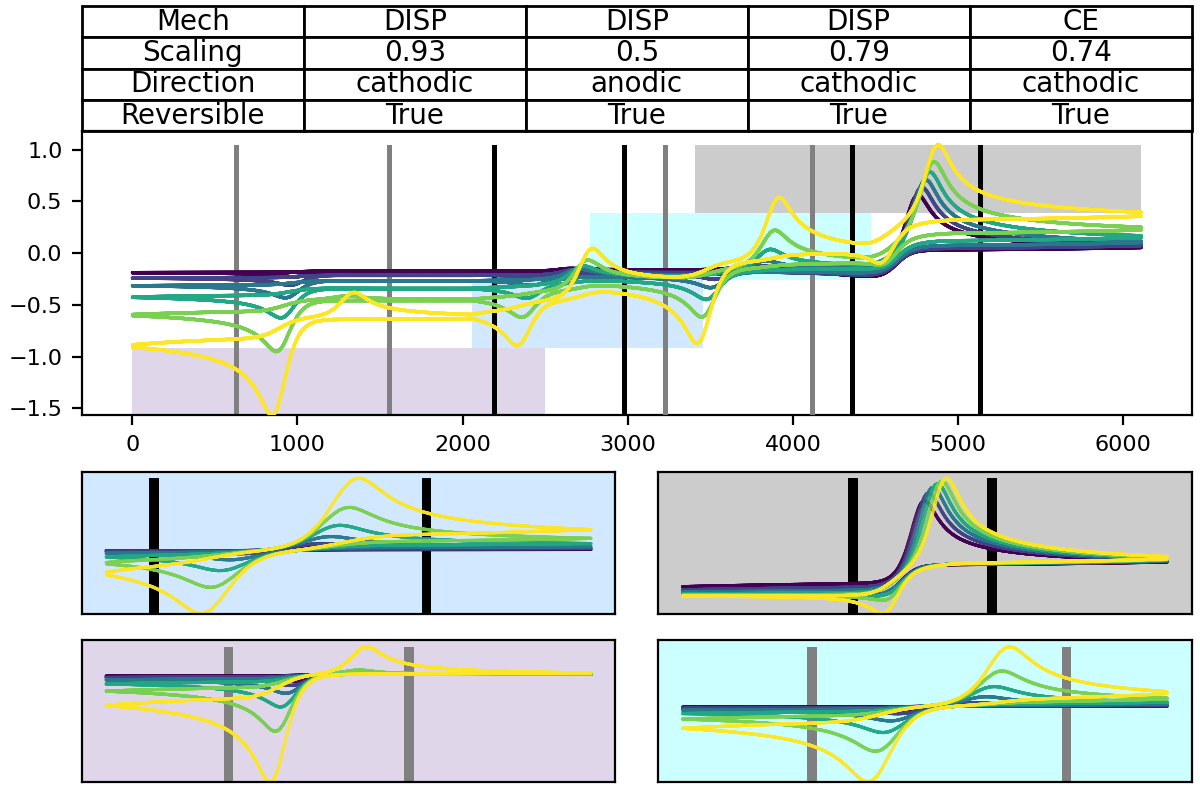 Mech DISP DISP DISP CE
Scaling 0.93 0.5 0.79 0.74
Direction cathodic anodic cathodic cathodic
Reversible True True True True
1.0
0.5
0.0
−0.5
−1.0
−1.5
0 1000 2000 3000 4000 5000 6000